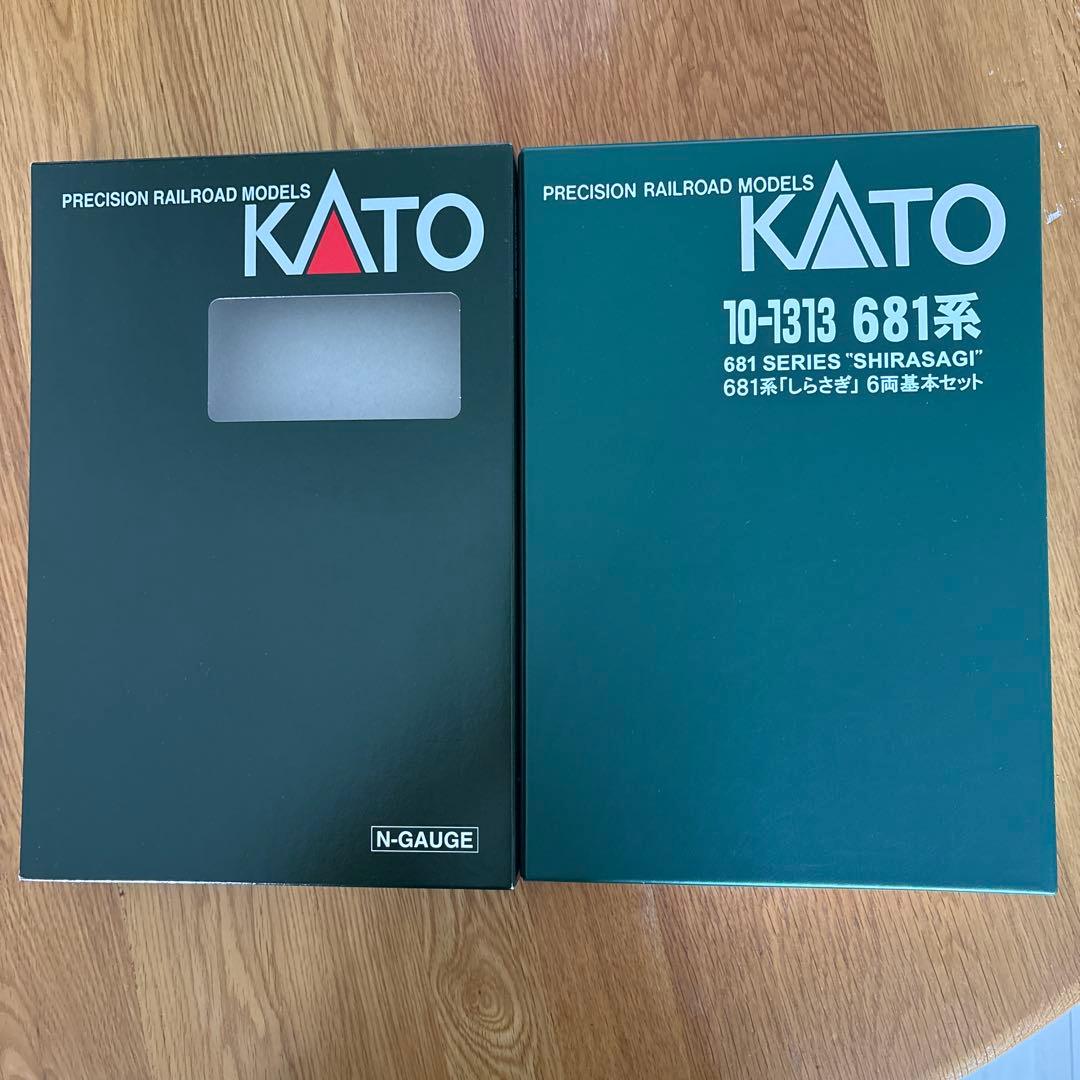 PRECISION RAILROAD MODELS
KATO
N-GAUGE
PRECISION RAILROAD MODELS
KATO
10-1313 681系
681 SERIES "SHIRASAGI"
681系「しらさぎ」6両基本セット